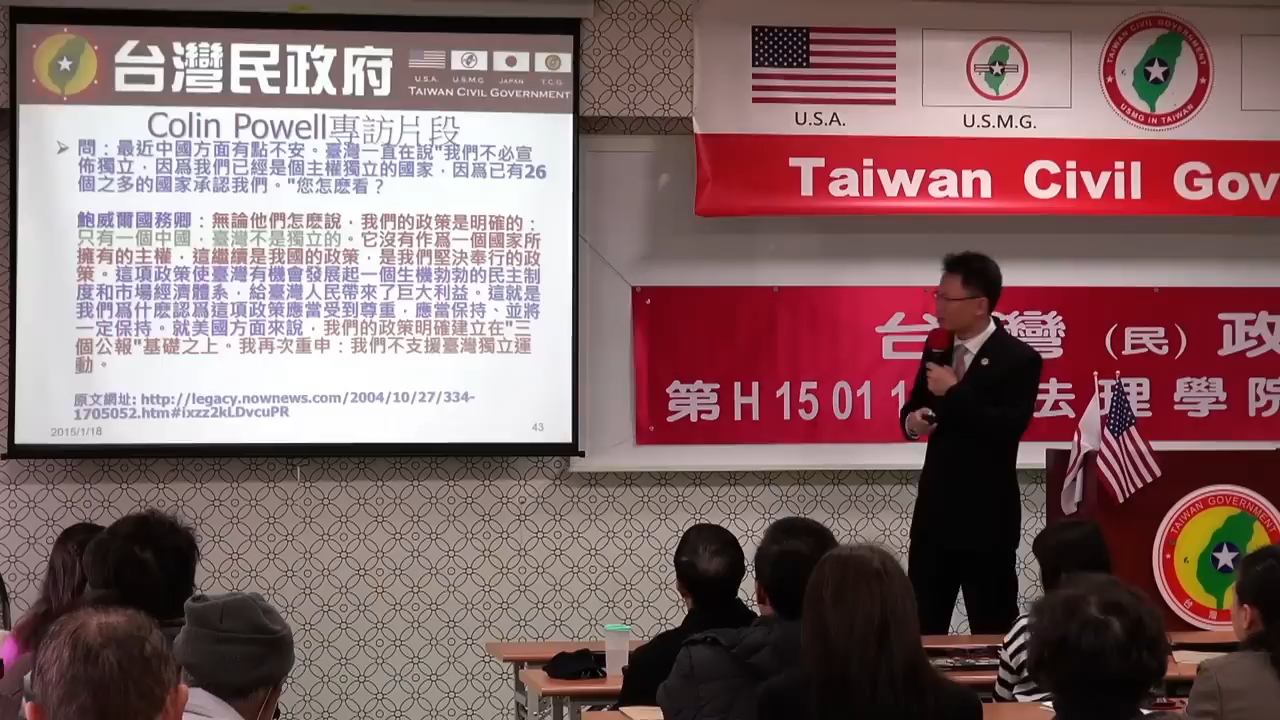 台灣民政府
U.S.A. U.S.M.G. JAPAN T.C.G.
TAIWAN CIVIL GOVERNMENT
Colin Powell專訪片段
問：最近中國方面有點不安。臺灣一直在說"我們不必宣
佈獨立，因爲我們已經是個主權獨立的國家，因爲已有26
個之多的國家承認我們。"您怎麽看？
鮑威爾國務卿：無論他們怎麽說，我們的政策是明確的：
只有一個中國，臺灣不是獨立的。它沒有作爲一個國家所
擁有的主權，這繼續是我國的政策，是我們堅決奉行的政
策。這項政策使臺灣有機會發展起一個生機勃勃的民主制
度和市場經濟體系，給臺灣人民帶來了巨大利益。這就是
我們爲什麽認爲這項政策應當受到尊重，應當保持、並將
一定保持。就美國方面來說，我們的政策明確建立在"三
個公報"基礎之上。我再次重申：我們不支援臺灣獨立運
動。
原文網址: http://legacy.nownews.com/2004/10/27/334-
1705052.htm#ixzz2kLDvcuPR
2015/1/18
43
U.S.A.
U.S.M.G.
TAIWAN CIVIL GOVERNMENT
USMG IN TAIWAN
Taiwan Civil Gov
台灣（民）政
第H 15 01 1 法理學院
TAIWAN GOVERNMENT
台灣